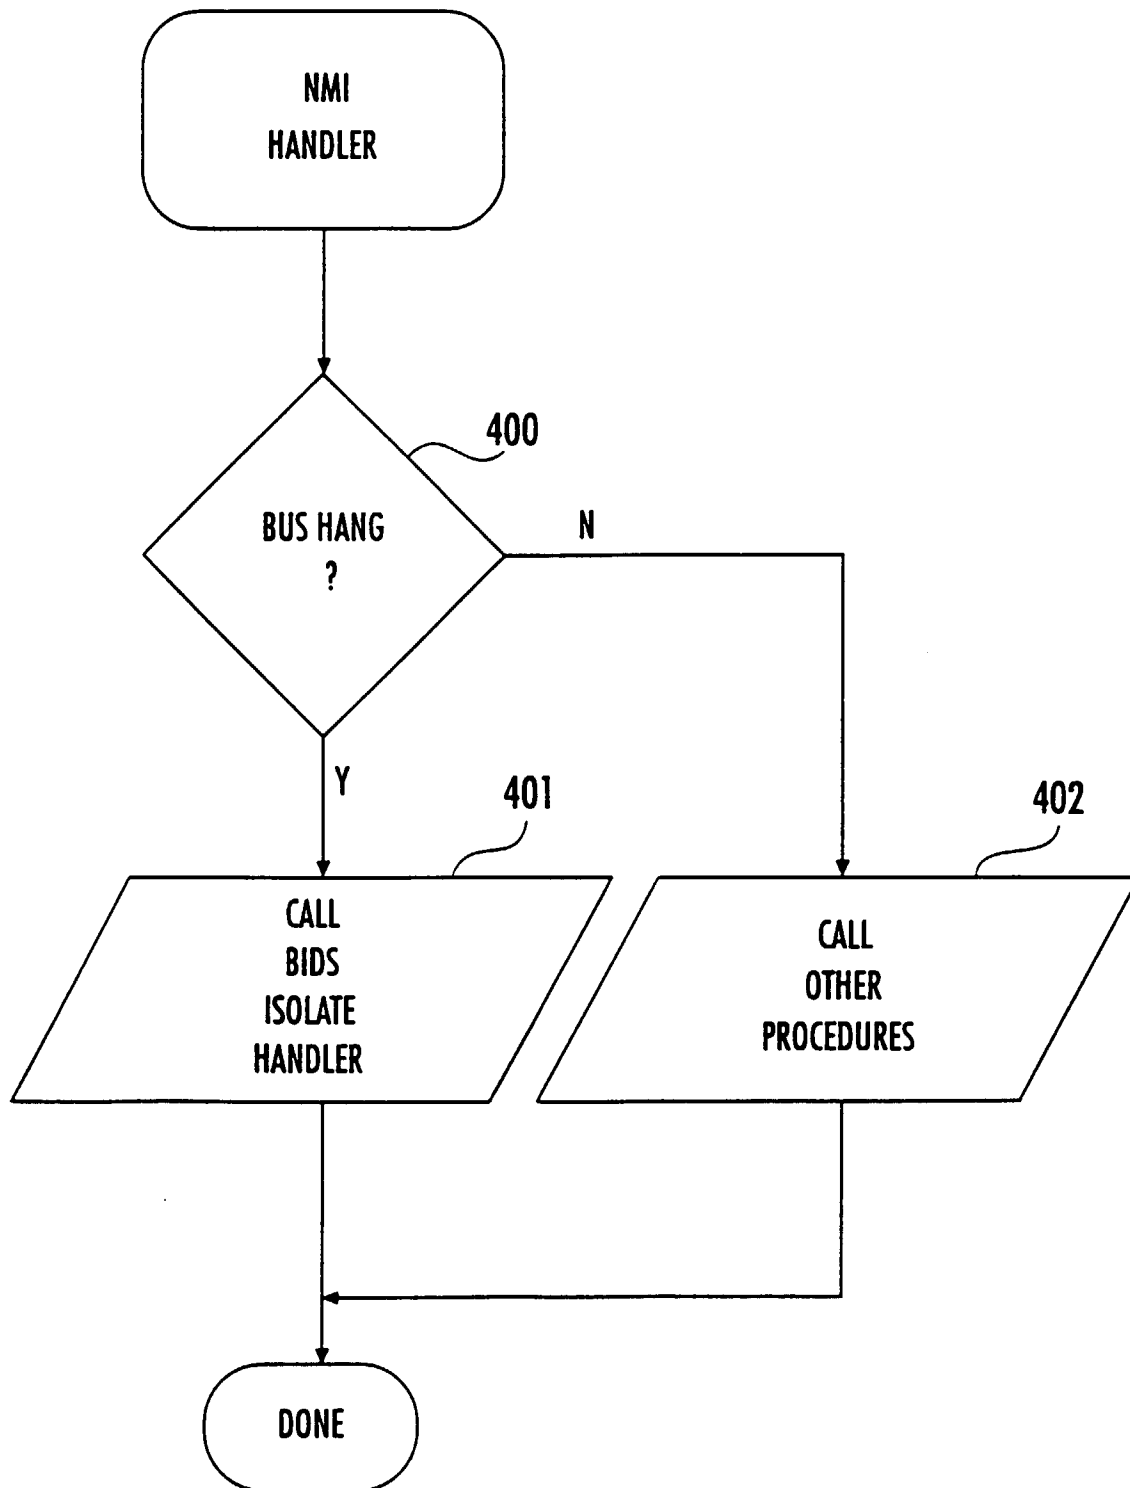 NMI
HANDLER
400
BUS HANG
?
N
Y
401
402
CALL
BIDS
ISOLATE
HANDLER
CALL
OTHER
PROCEDURES
DONE